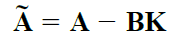 Ã = A − BK